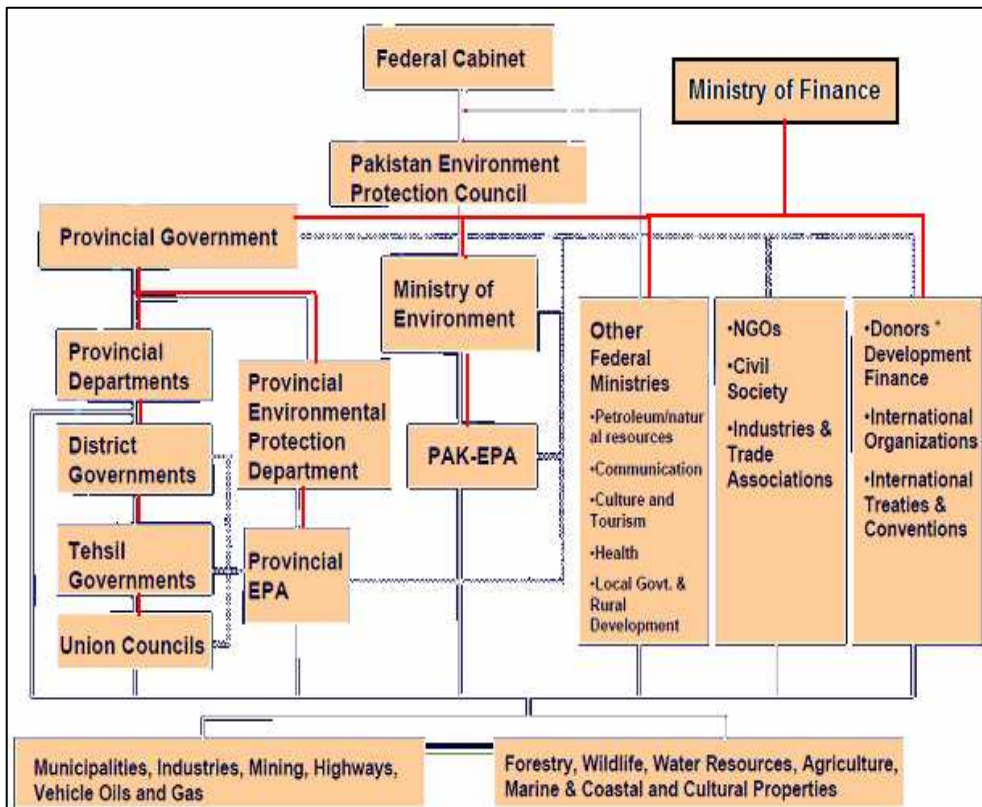 Federal Cabinet
Ministry of Finance
Pakistan Environment
Protection Council
Provincial Government
Ministry of
Environment
Provincial
Departments
Provincial
Environmental
Protection
Department
District
Governments
PAK-EPA
Tehsil
Governments
Provincial
EPA
Union Councils
Other
Federal
Ministries
•Petroleum/natur
al resources
•Communication
•Culture and
Tourism
•Health
•Local Govt. &
Rural
Development
•NGOs
•Civil
Society
•Industries &
Trade
Associations
•Donors *
Development
Finance
•International
Organizations
•International
Treaties &
Conventions
Municipalities, Industries, Mining, Highways,
Vehicle Oils and Gas
Forestry, Wildlife, Water Resources, Agriculture,
Marine & Coastal and Cultural Properties